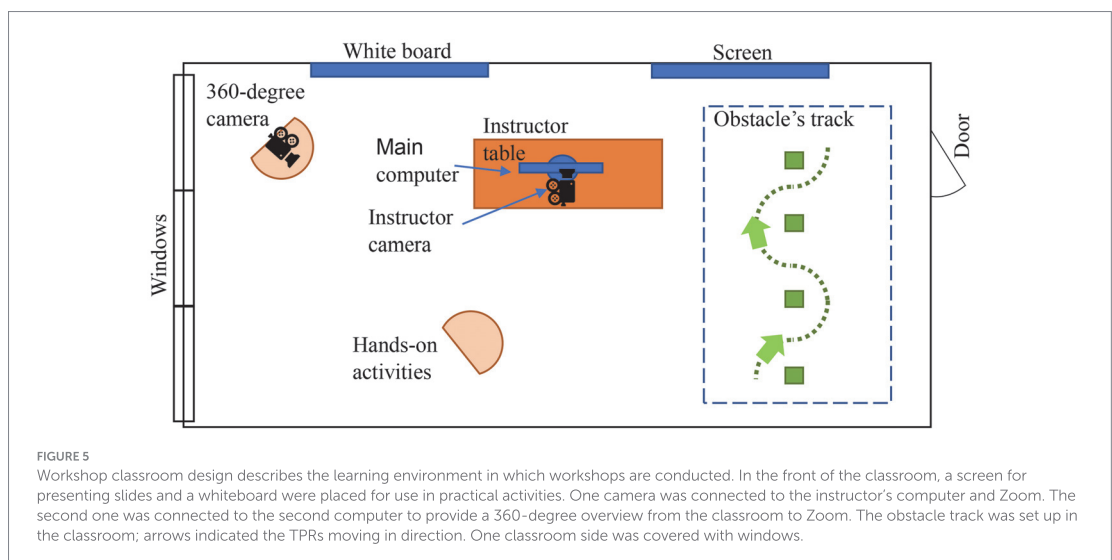 White board
Screen
360-degree
camera
Instructor
table
Obstacle's track
Main
computer
Door
Instructor
camera
Windows
Hands-on
activities
FIGURE 5
Workshop classroom design describes the learning environment in which workshops are conducted. In the front of the classroom, a screen for
presenting slides and a whiteboard were placed for use in practical activities. One camera was connected to the instructor's computer and Zoom. The
second one was connected to the second computer to provide a 360-degree overview from the classroom to Zoom. The obstacle track was set up in
the classroom; arrows indicated the TPRs moving in direction. One classroom side was covered with windows.